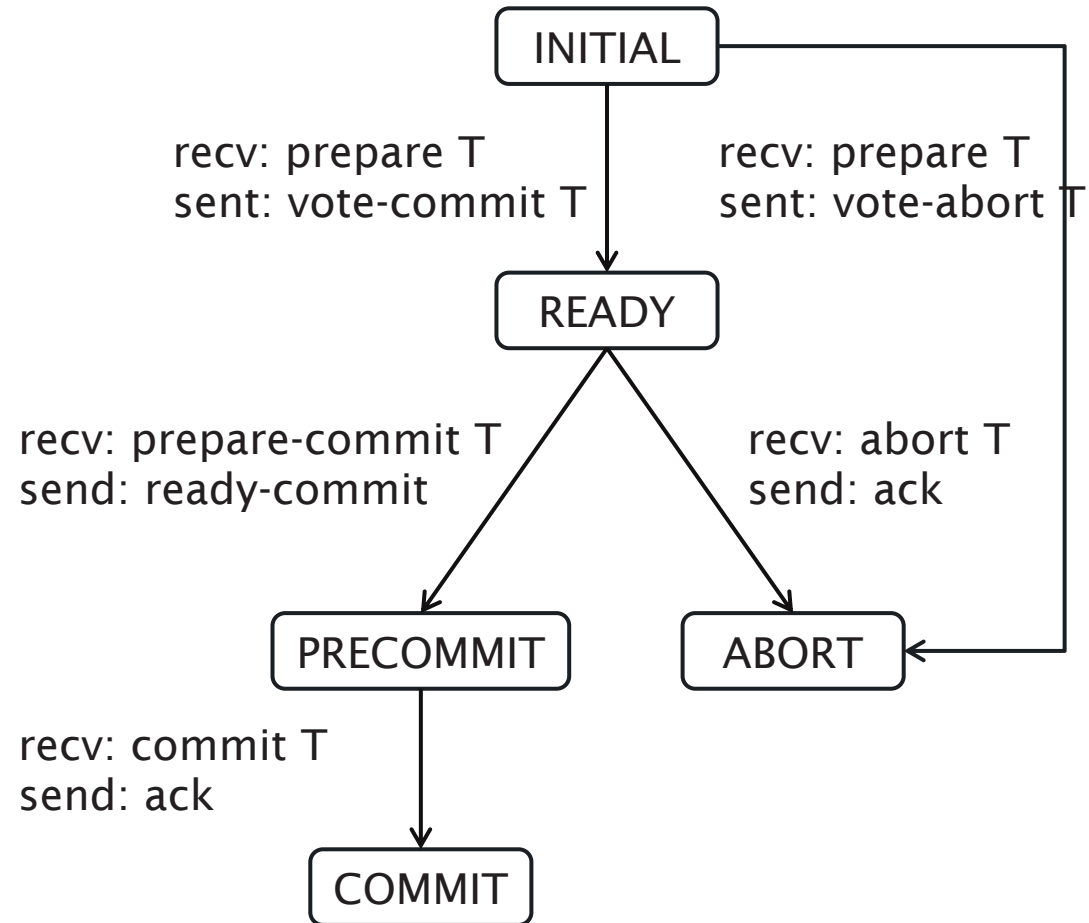 INITIAL
recv: prepare T
sent: vote-commit T
recv: prepare T
sent: vote-abort T
READY
recv: prepare-commit T
send: ready-commit
recv: abort T
send: ack
PRECOMMIT
ABORT
recv: commit T
send: ack
COMMIT